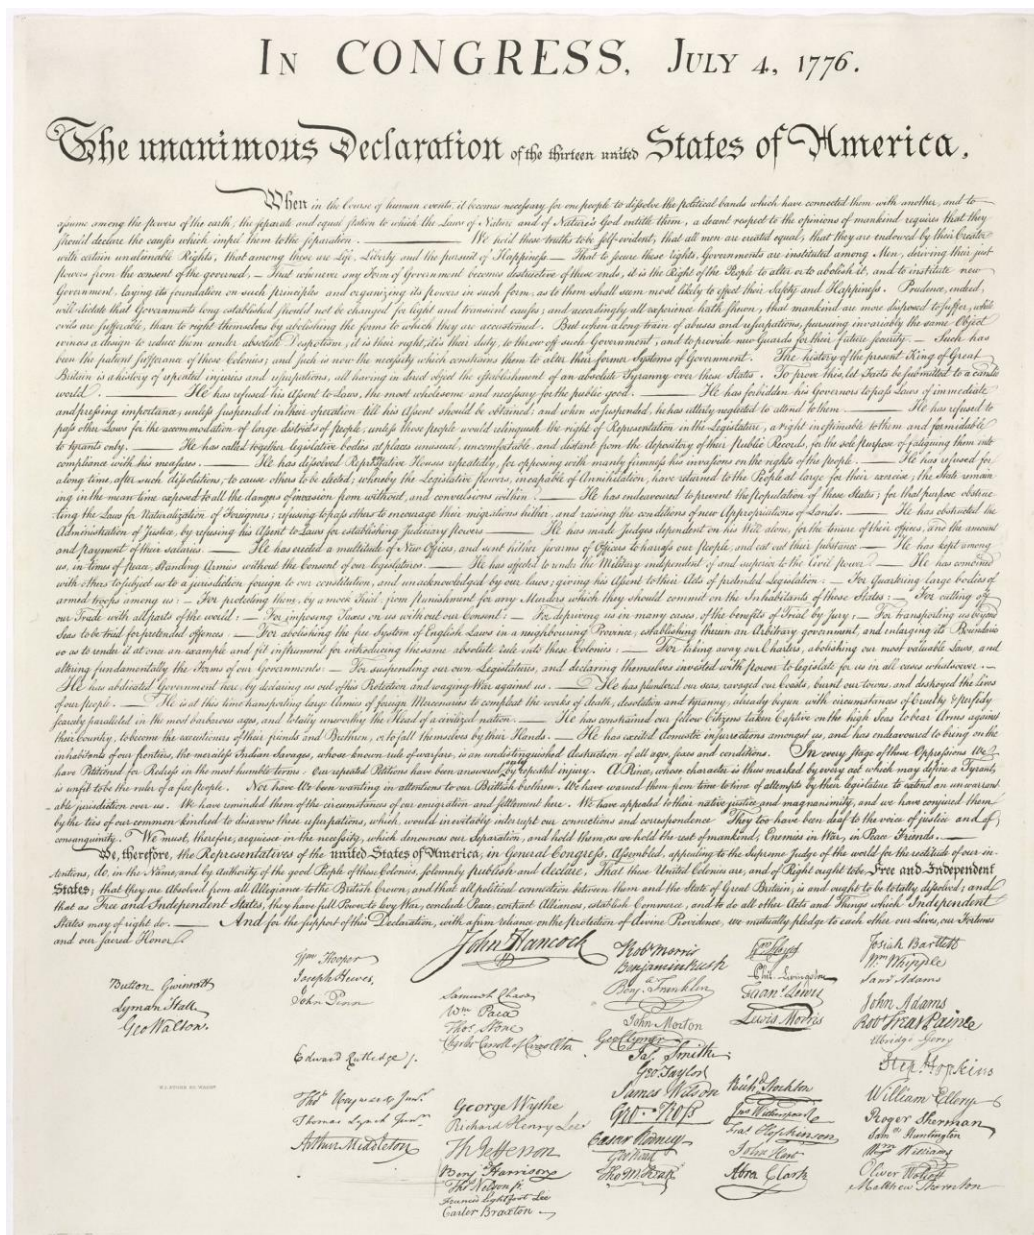 IN CONGRESS, JULY 4, 1776.
The unanimous Declaration of the thirteen united States of America,
When in the Course of human events, it becomes necessary for one people to dissolve the political bands which have connected them with another, and to
assume among the powers of the earth, the separate and equal station to which the Laws of Nature and of Nature's God entitle them, a decent respect to the opinions of mankind requires that they
should declare the causes which impel them to the separation. — We hold these truths to be self-evident, that all men are created equal, that they are endowed by their Creator
with certain unalienable Rights, that among these are Life, Liberty and the pursuit of Happiness.— That to secure these rights, Governments are instituted among Men, deriving their just
powers from the consent of the governed,— That whenever any Form of Government becomes destructive of these ends, it is the Right of the People to alter or to abolish it, and to institute new
Government, laying its foundation on such principles and organizing its powers in such form, as to them shall seem most likely to effect their Safety and Happiness. Prudence, indeed,
will dictate that Governments long established should not be changed for light and transient causes; and accordingly all experience hath shewn, that mankind are more disposed to suffer, while
evils are sufferable, than to right themselves by abolishing the forms to which they are accustomed. But when a long train of abuses and usurpations, pursuing invariably the same Object
evinces a design to reduce them under absolute Despotism, it is their right, it is their duty, to throw off such Government, and to provide new Guards for their future security.— Such has
been the patient sufferance of these Colonies; and such is now the necessity which constrains them to alter their former Systems of Government. The history of the present King of Great
Britain is a history of repeated injuries and usurpations, all having in direct object the establishment of an absolute Tyranny over these States. To prove this, let Facts be submitted to a candid
world. — He has refused his Assent to Laws, the most wholesome and necessary for the public good. — He has forbidden his Governors to pass Laws of immediate
and pressing importance, unless suspended in their operation till his Assent should be obtained; and when so suspended, he has utterly neglected to attend to them. — He has refused to
pass other Laws for the accommodation of large districts of people, unless those people would relinquish the right of Representation in the Legislature, a right inestimable to them and formidable
to tyrants only. — He has called together legislative bodies at places unusual, uncomfortable, and distant from the depository of their Public Records, for the sole purpose of fatiguing them into
compliance with his measures. — He has dissolved Representative Houses repeatedly, for opposing with manly firmness his invasions on the rights of the people. — He has refused for
a long time, after such dissolutions, to cause others to be elected; whereby the Legislative powers, incapable of Annihilation, have returned to the People at large for their exercise; the State remain
ing in the mean time exposed to all the dangers of invasion from without, and convulsions within. — He has endeavoured to prevent the population of these States; for that purpose obstruc
ting the Laws for Naturalization of Foreigners; refusing to pass others to encourage their migrations hither, and raising the conditions of new Appropriations of Lands. — He has obstructed the
Administration of Justice, by refusing his Assent to Laws for establishing Judiciary powers. — He has made Judges dependent on his Will alone, for the tenure of their offices, and the amount
and payment of their salaries. — He has erected a multitude of New Offices, and sent hither swarms of Officers to harrass our people, and eat out their substance. — He has kept among
us, in times of peace, Standing Armies without the Consent of our legislatures. — He has affected to render the Military independent of and superior to the Civil power. — He has combined
with others to subject us to a jurisdiction foreign to our constitution, and unacknowledged by our laws; giving his Assent to their Acts of pretended Legislation:— For Quartering large bodies of
armed troops among us:— For protecting them, by a mock Trial, from punishment for any Murders which they should commit on the Inhabitants of these States:— For cutting off
our Trade with all parts of the world:— For imposing Taxes on us without our Consent:— For depriving us in many cases, of the benefits of Trial by Jury:— For transporting us beyond
Seas to be tried for pretended offences:— For abolishing the free System of English Laws in a neighbouring Province, establishing therein an Arbitrary government, and enlarging its Boundaries
so as to render it at once an example and fit instrument for introducing the same absolute rule into these Colonies:— For taking away our Charters, abolishing our most valuable Laws, and
altering fundamentally the Forms of our Governments:— For suspending our own Legislatures, and declaring themselves invested with power to legislate for us in all cases whatsoever.—
He has abdicated Government here, by declaring us out of his Protection and waging War against us. — He has plundered our seas, ravaged our Coasts, burnt our towns, and destroyed the lives
of our people. — He is at this time transporting large Armies of foreign Mercenaries to compleat the works of death, desolation and tyranny, already begun with circumstances of Cruelty & perfidy
scarcely paralleled in the most barbarous ages, and totally unworthy the Head of a civilized nation. — He has constrained our fellow Citizens taken Captive on the high Seas to bear Arms against
their Country, to become the executioners of their friends and Brethren, or to fall themselves by their Hands. — He has excited domestic insurrections amongst us, and has endeavoured to bring on the
inhabitants of our frontiers, the merciless Indian Savages, whose known rule of warfare, is an undistinguished destruction of all ages, sexes and conditions. In every stage of these Oppressions We
have Petitioned for Redress in the most humble terms: Our repeated Petitions have been answered only by repeated injury. A Prince, whose character is thus marked by every act which may define a Tyrant,
is unfit to be the ruler of a free people. Nor have We been wanting in attentions to our Brittish brethren. We have warned them from time to time of attempts by their legislature to extend an unwarrant
able jurisdiction over us. We have reminded them of the circumstances of our emigration and settlement here. We have appealed to their native justice and magnanimity, and we have conjured them
by the ties of our common kindred to disavow these usurpations, which, would inevitably interrupt our connections and correspondence. They too have been deaf to the voice of justice and of
consanguinity. We must, therefore, acquiesce in the necessity, which denounces our Separation, and hold them, as we hold the rest of mankind, Enemies in War, in Peace Friends.—
We, therefore, the Representatives of the united States of America, in General Congress, Assembled, appealing to the Supreme Judge of the world for the rectitude of our in-
tentions, do, in the Name, and by Authority of the good People of these Colonies, solemnly publish and declare, That these United Colonies are, and of Right ought to be Free and Independent
States; that they are Absolved from all Allegiance to the British Crown, and that all political connection between them and the State of Great Britain, is and ought to be totally dissolved; and
that as Free and Independent States, they have full Power to levy War, conclude Peace, contract Alliances, establish Commerce, and to do all other Acts and Things which Independent
States may of right do. — And for the support of this Declaration, with a firm reliance on the protection of divine Providence, we mutually pledge to each other our Lives, our Fortunes
and our sacred Honor.
Button Gwinnett
Lyman Hall
Geo Walton.
Wm Hooper
Joseph Hewes,
John Penn
Edward Rutledge /.
Thos Heyward Junr.
Thomas Lynch Junr.
Arthur Middleton
John Hancock
Samuel Chase
Wm Paca
Thos Stone
Charles Carroll of Carrollton
George Wythe
Richard Henry Lee
Th Jefferson
Benj Harrison
Thos Nelson jr.
Francis Lightfoot Lee
Carter Braxton
Robt Morris
Benjamin Rush
Benj. Franklin
John Morton
Geo Clymer
Jas. Smith
Geo. Taylor
James Wilson
Geo. Ross
Caesar Rodney
Geo Read
Tho M:Kean
Wm Floyd
Phil. Livingston
Frans. Lewis
Lewis Morris
Richd. Stockton
Jno Witherspoon
Fras. Hopkinson
John Hart
Abra Clark
Josiah Bartlett
Wm Whipple
Saml Adams
John Adams
Robt Treat Paine
Elbridge Gerry
Step. Hopkins
William Ellery
Roger Sherman
Saml Huntington
Wm Williams
Oliver Wolcott
Matthew Thornton